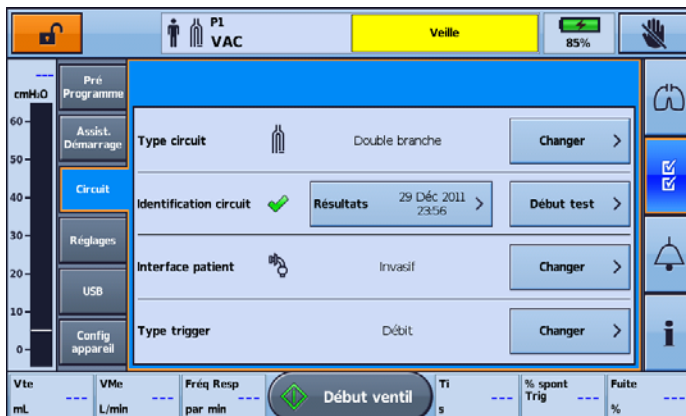 P1
VAC
Veille
85%
---
cmH2O
60
50
40
30
20
10
0
Pré
Programme
Assist.
Démarrage
Circuit
Réglages
USB
Config
appareil
Type circuit
Double branche
Changer >
Identification circuit
Résultats
29 Déc 2011
23:56
>
Début test >
Interface patient
Invasif
Changer >
Type trigger
Débit
Changer >
i
Vte
---
mL
VMe
---
L/min
Fréq Resp
---
par min
Début ventil
Ti
---
s
% spont
Trig
---
Fuite
---
%